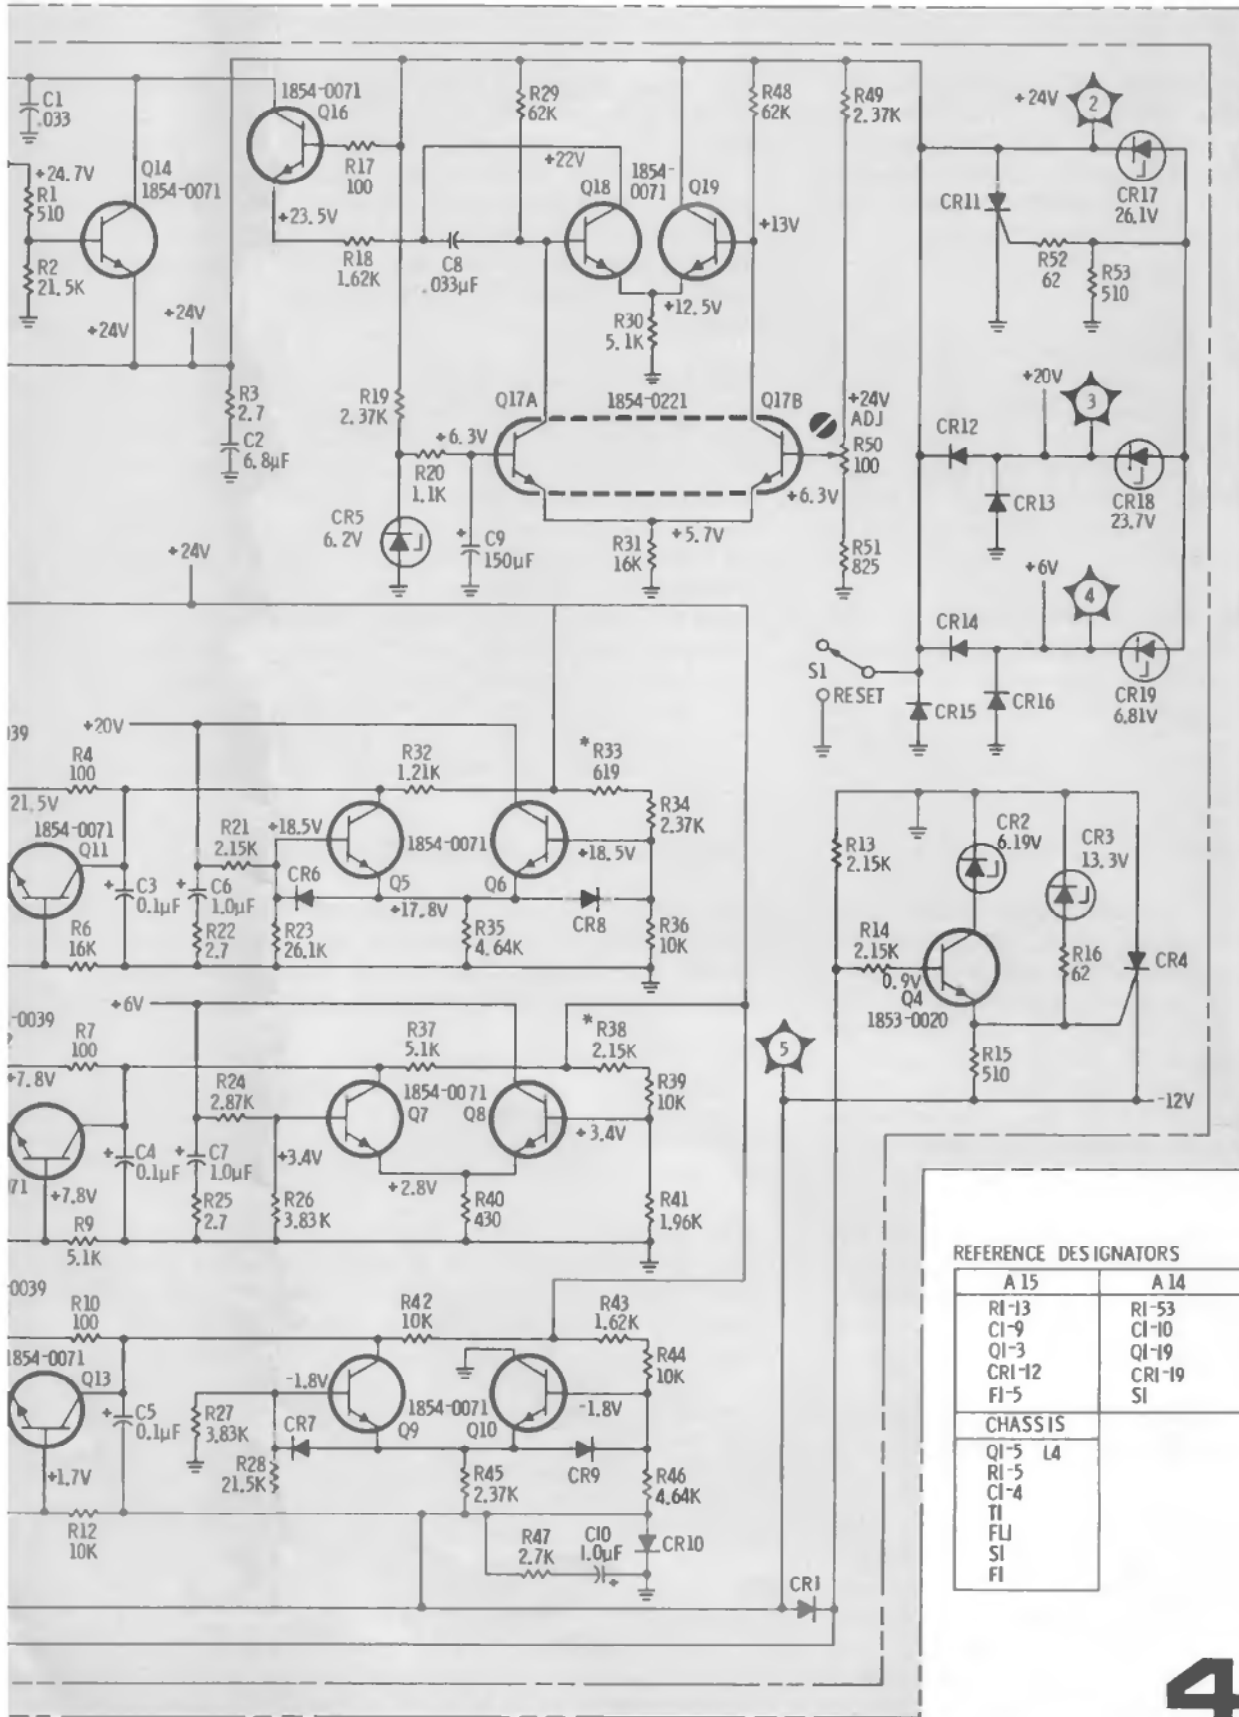 C1
.033
+24.7V
R1
510
R2
21.5K
Q14
1854-0071
+24V
+24V
R3
2.7
C2
6.8µF
1854-0071
Q16
R17
100
+23.5V
R18
1.62K
C8
.033µF
R29
62K
+22V
Q18
1854-
0071
Q19
R48
62K
+13V
R49
2.37K
R30
5.1K
+12.5V
R19
2.37K
+6.3V
R20
1.1K
CR5
6.2V
C9
150µF
Q17A
1854-0221
Q17B
+24V
ADJ
R50
100
+6.3V
+5.7V
R31
16K
R51
825
+24V
2
CR17
26.1V
CR11
R52
62
R53
510
+20V
3
CR12
CR13
CR18
23.7V
+6V
4
CR14
CR19
6.81V
S1
RESET
CR15
CR16
+24V
039
+20V
R4
100
21.5V
1854-0071
Q11
C3
0.1µF
R6
16K
R21
2.15K
C6
1.0µF
R22
2.7
R32
1.21K
+18.5V
1854-0071
CR6
Q5
+17.8V
R23
26.1K
R35
4.64K
Q6
*R33
619
R34
2.37K
+18.5V
CR8
R36
10K
R13
2.15K
CR2
6.19V
CR3
13.3V
R14
2.15K
0.9V
Q4
1853-0020
R16
62
CR4
R15
510
-12V
5
-0039
+6V
R7
100
+7.8V
C4
0.1µF
071
+7.8V
R9
5.1K
R24
2.87K
C7
1.0µF
R25
2.7
+3.4V
R26
3.83K
R37
5.1K
1854-0071
Q7
Q8
+2.8V
R40
430
*R38
2.15K
R39
10K
+3.4V
R41
1.96K
-0039
R10
100
1854-0071
Q13
C5
0.1µF
+1.7V
R12
10K
R27
3.83K
R28
21.5K
R42
10K
-1.8V
1854-0071
CR7
Q9
Q10
R45
2.37K
R43
1.62K
R44
10K
-1.8V
CR9
R46
4.64K
R47
2.7K
C10
1.0µF
CR10
CR1
REFERENCE DESIGNATORS
A15 A14
R1-13 R1-53
C1-9 C1-10
Q1-3 Q1-19
CR1-12 CR1-19
F1-5 S1
CHASSIS
Q1-5 L4
R1-5
C1-4
T1
FL1
S1
F1
4